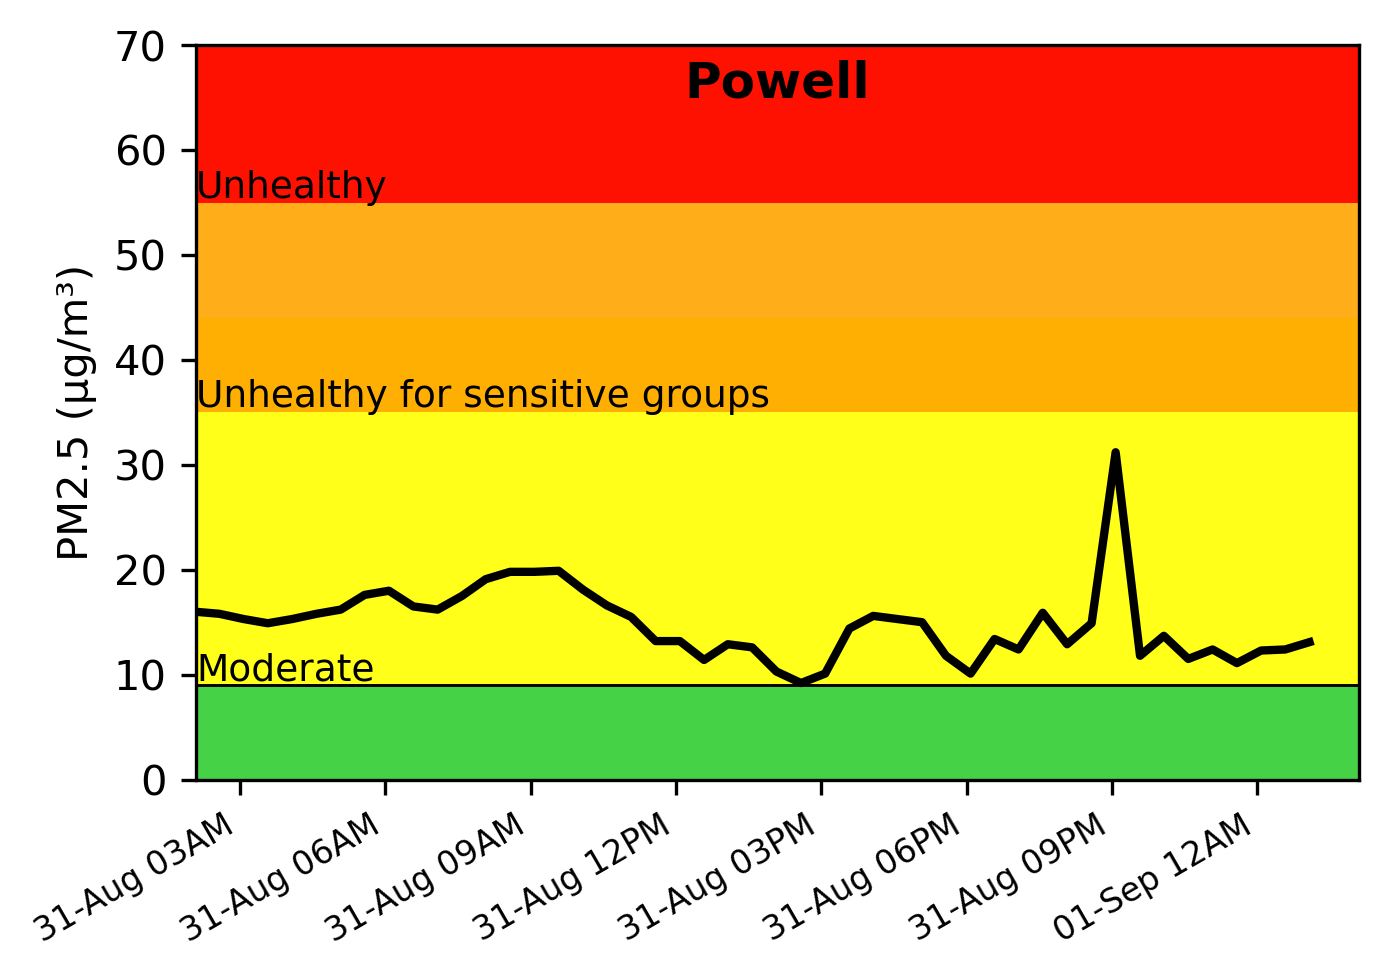 Powell
PM2.5 (µg/m³)
70
60
50
40
30
20
10
0
Unhealthy
Unhealthy for sensitive groups
Moderate
31-Aug 03AM
31-Aug 06AM
31-Aug 09AM
31-Aug 12PM
31-Aug 03PM
31-Aug 06PM
31-Aug 09PM
01-Sep 12AM